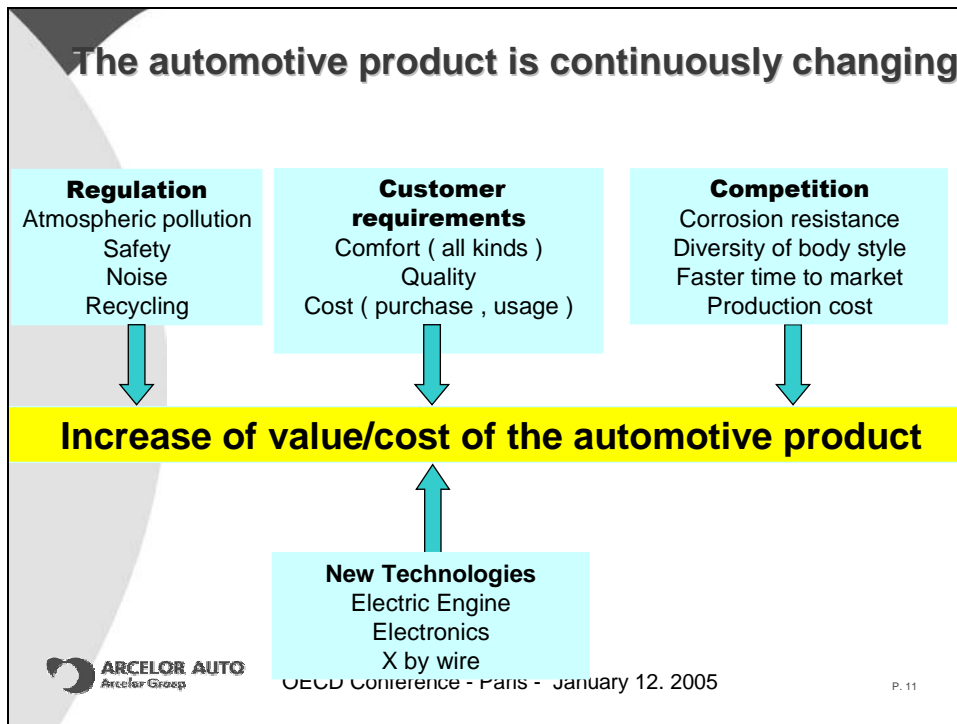 The automotive product is continuously changing
Regulation
Atmospheric pollution
Safety
Noise
Recycling
Customer
requirements
Comfort ( all kinds )
Quality
Cost ( purchase , usage )
Competition
Corrosion resistance
Diversity of body style
Faster time to market
Production cost
Increase of value/cost of the automotive product
New Technologies
Electric Engine
Electronics
X by wire
ARCELOR AUTO
Arcelor Group
OECD Conference - Paris - January 12. 2005
P. 11